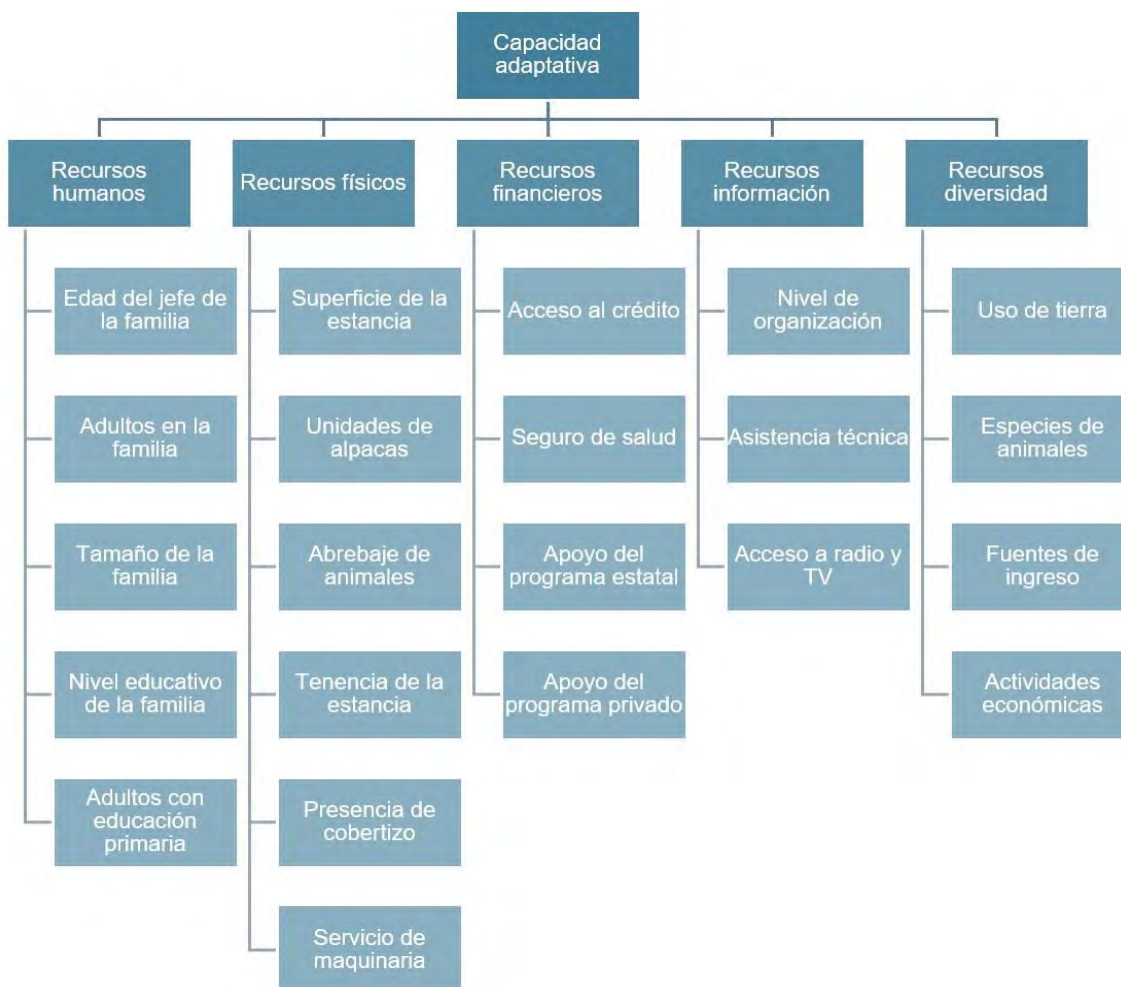 Capacidad
adaptativa
Recursos
humanos
Recursos físicos
Recursos
financieros
Recursos
información
Recursos
diversidad
Edad del jefe de
la familia
Adultos en la
familia
Tamaño de la
familia
Nivel educativo
de la familia
Adultos con
educación
primaria
Superficie de la
estancia
Unidades de
alpacas
Abrebaje de
animales
Tenencia de la
estancia
Presencia de
cobertizo
Servicio de
maquinaria
Acceso al crédito
Seguro de salud
Apoyo del
programa estatal
Apoyo del
programa privado
Nivel de
organización
Asistencia técnica
Acceso a radio y
TV
Uso de tierra
Especies de
animales
Fuentes de
ingreso
Actividades
económicas